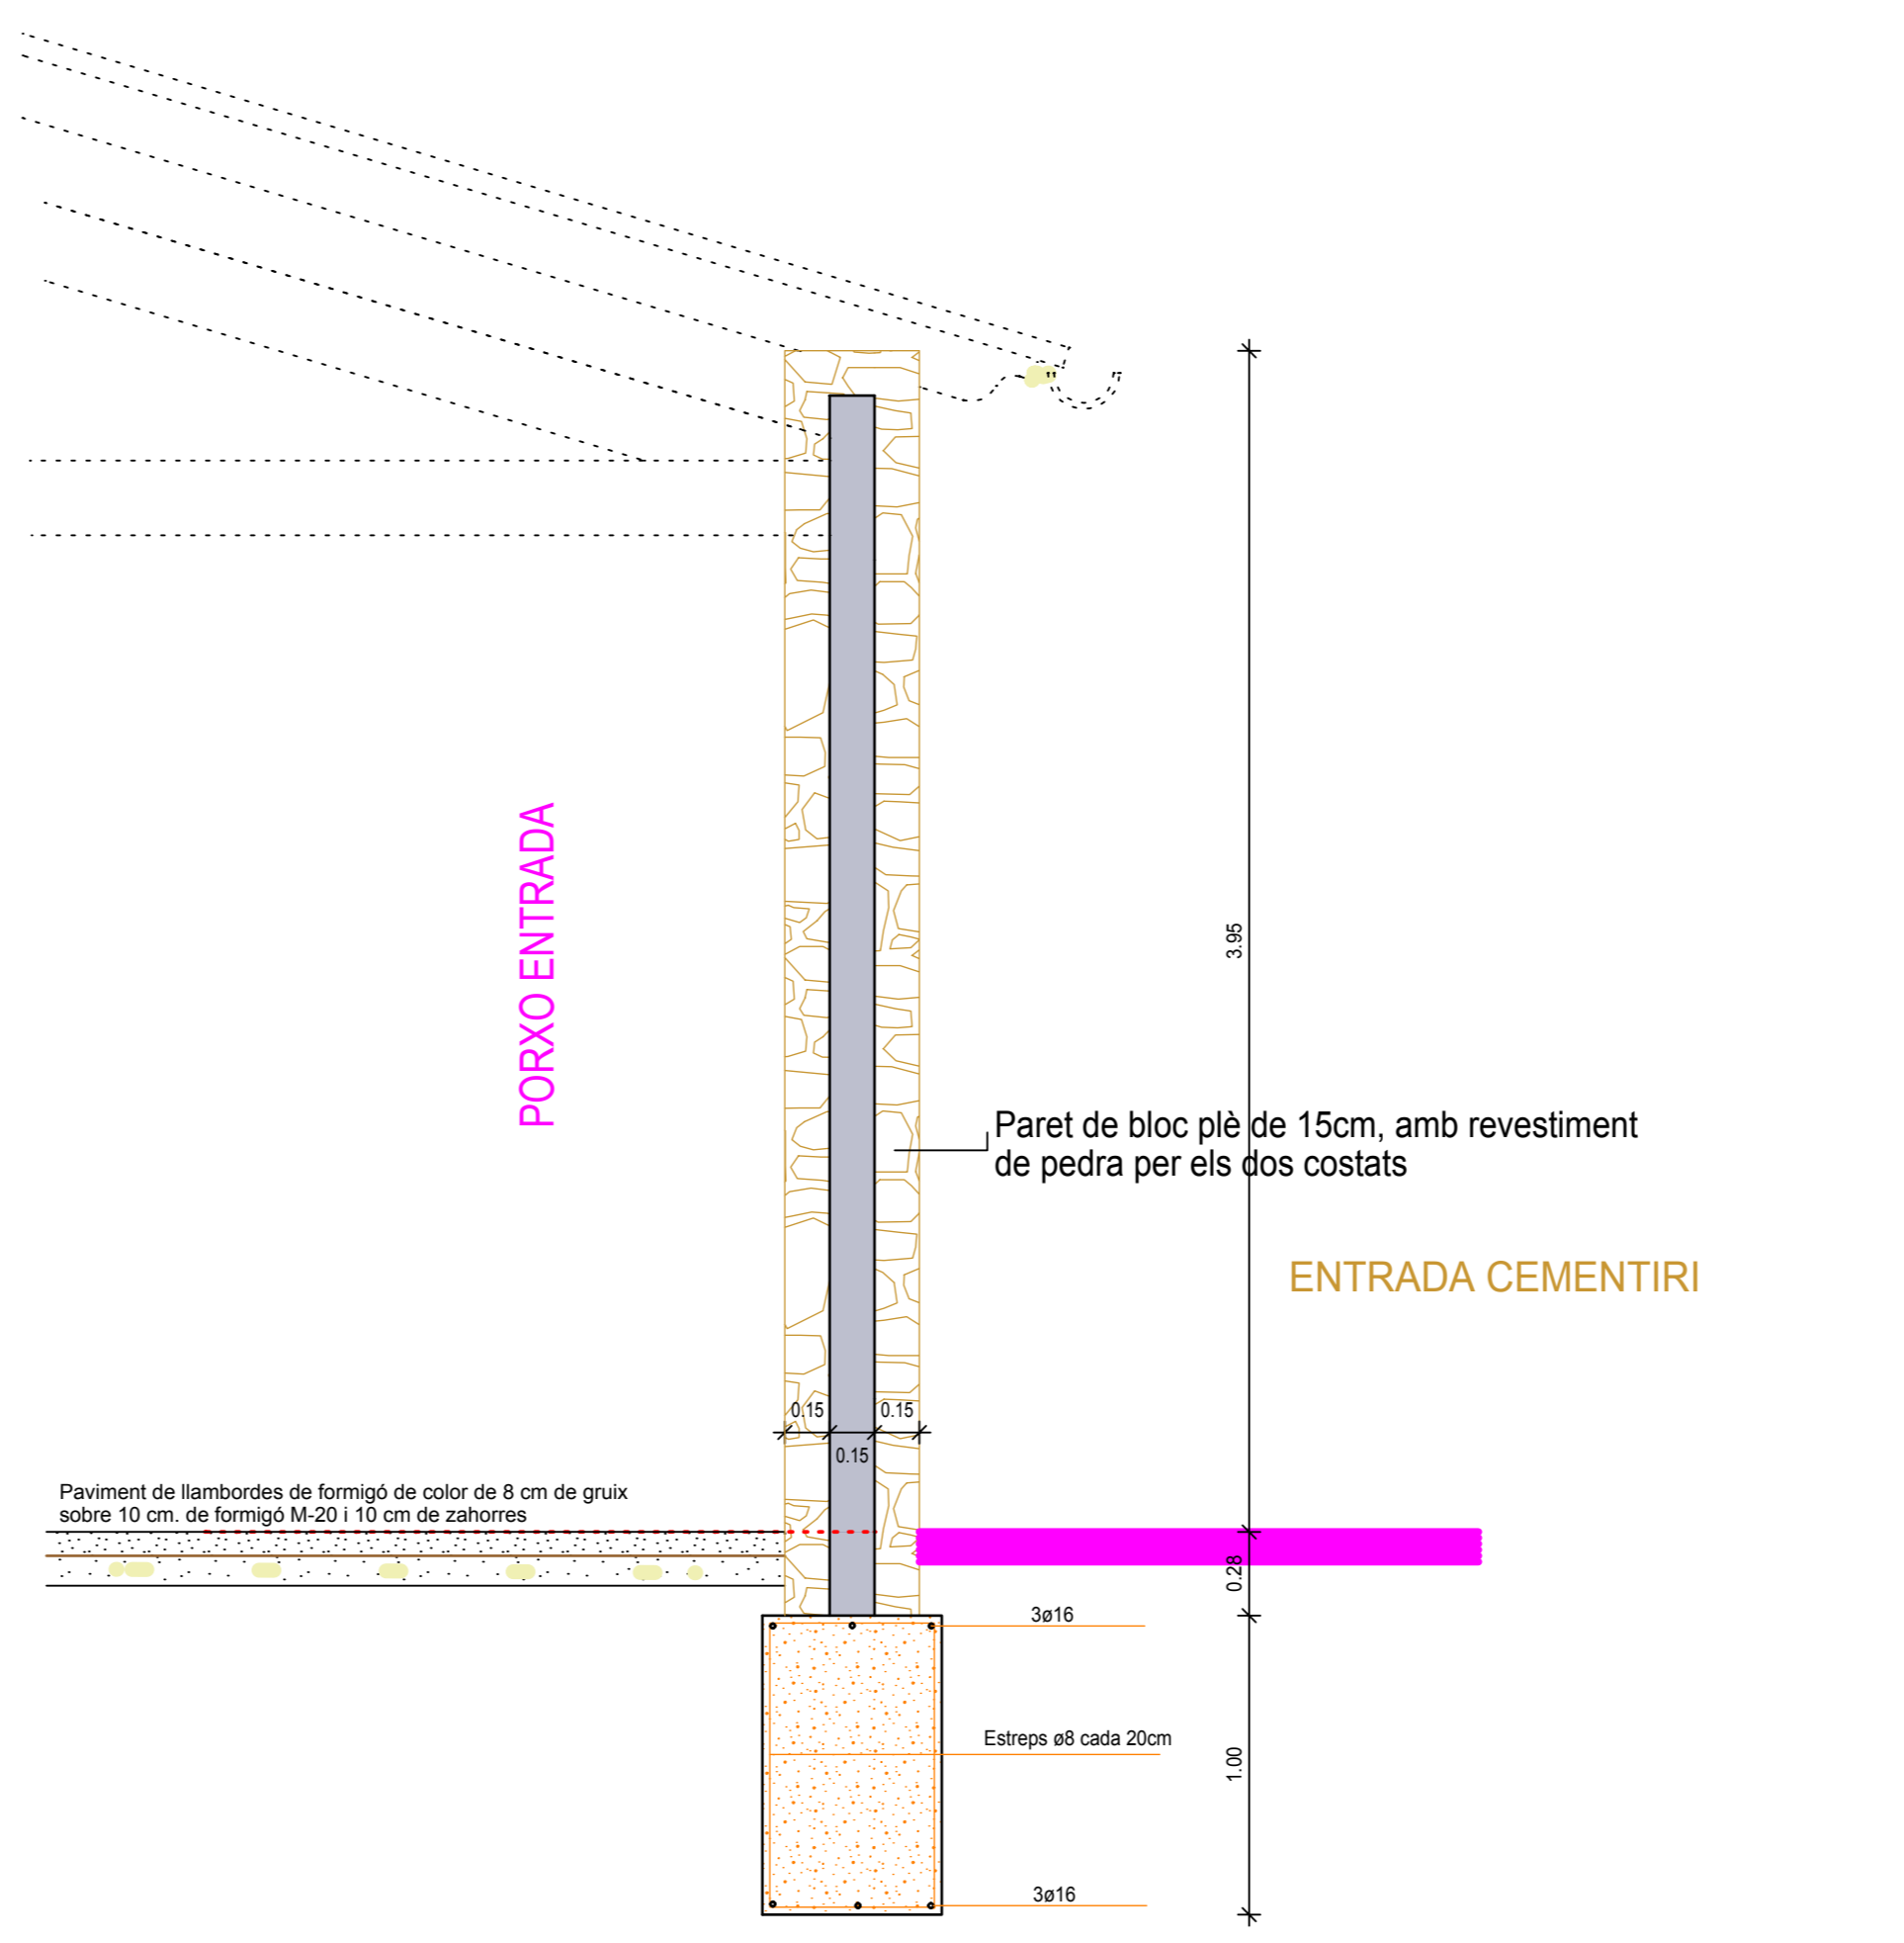 PORXO ENTRADA
3.95
Paret de bloc plè de 15cm, amb revestiment
de pedra per els dos costats
ENTRADA CEMENTIRI
0.15
0.15
0.15
Paviment de llambordes de formigó de color de 8 cm de gruix
sobre 10 cm. de formigó M-20 i 10 cm de zahorres
0.28
3ø16
Estreps ø8 cada 20cm
1.00
3ø16